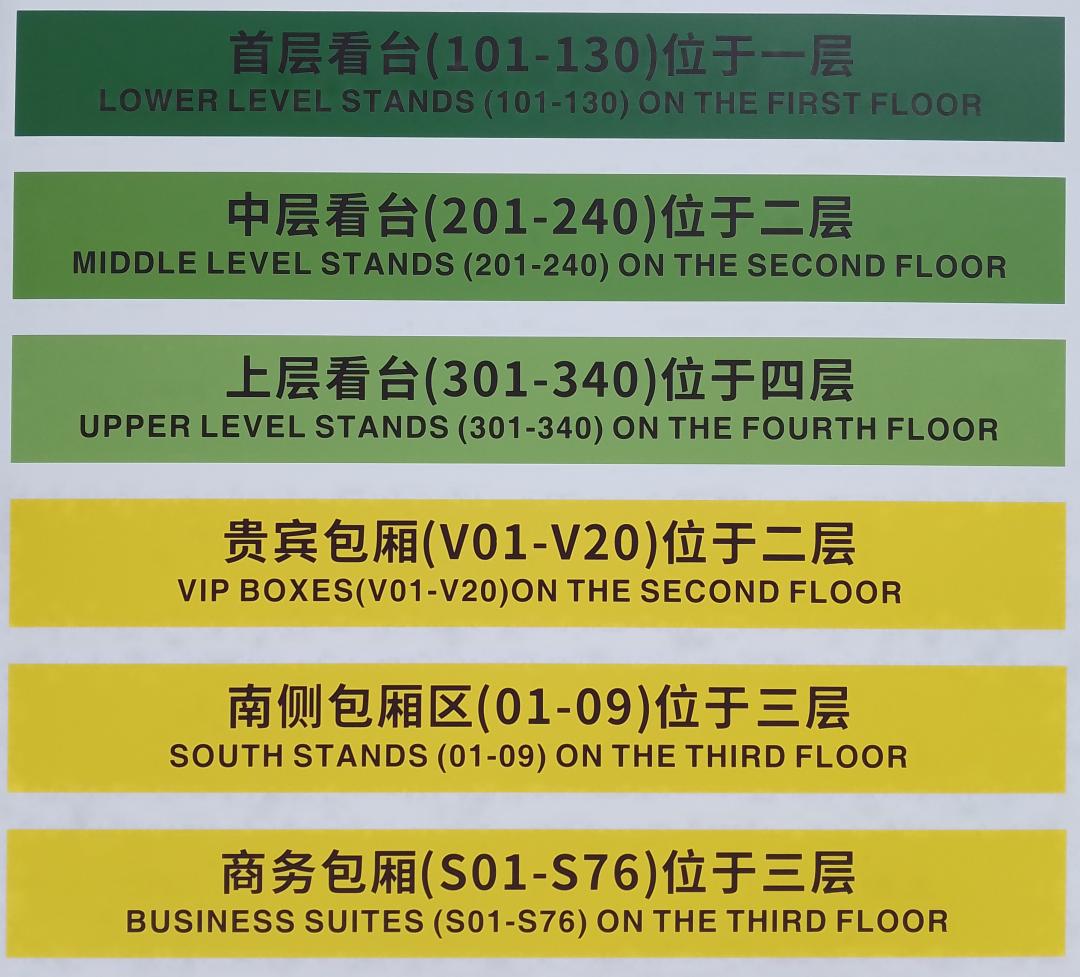 首层看台(101-130)位于一层
LOWER LEVEL STANDS (101-130) ON THE FIRST FLOOR
中层看台(201-240)位于二层
MIDDLE LEVEL STANDS (201-240) ON THE SECOND FLOOR
上层看台(301-340)位于四层
UPPER LEVEL STANDS (301-340) ON THE FOURTH FLOOR
贵宾包厢(V01-V20)位于二层
VIP BOXES(V01-V20)ON THE SECOND FLOOR
南侧包厢区(01-09)位于三层
SOUTH STANDS (01-09) ON THE THIRD FLOOR
商务包厢(S01-S76)位于三层
BUSINESS SUITES (S01-S76) ON THE THIRD FLOOR